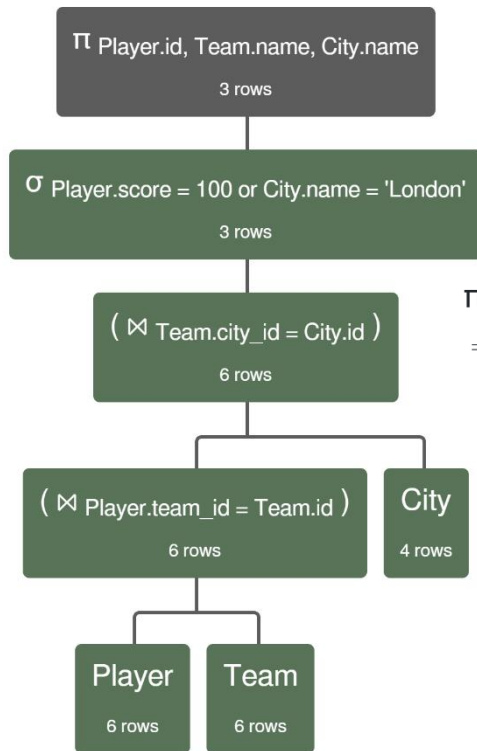 π Player.id, Team.name, City.name
3 rows
σ Player.score = 100 or City.name = 'London'
3 rows
( ⋈ Team.city_id = City.id )
6 rows
( ⋈ Player.team_id = Team.id )
6 rows
City
4 rows
Player
6 rows
Team
6 rows